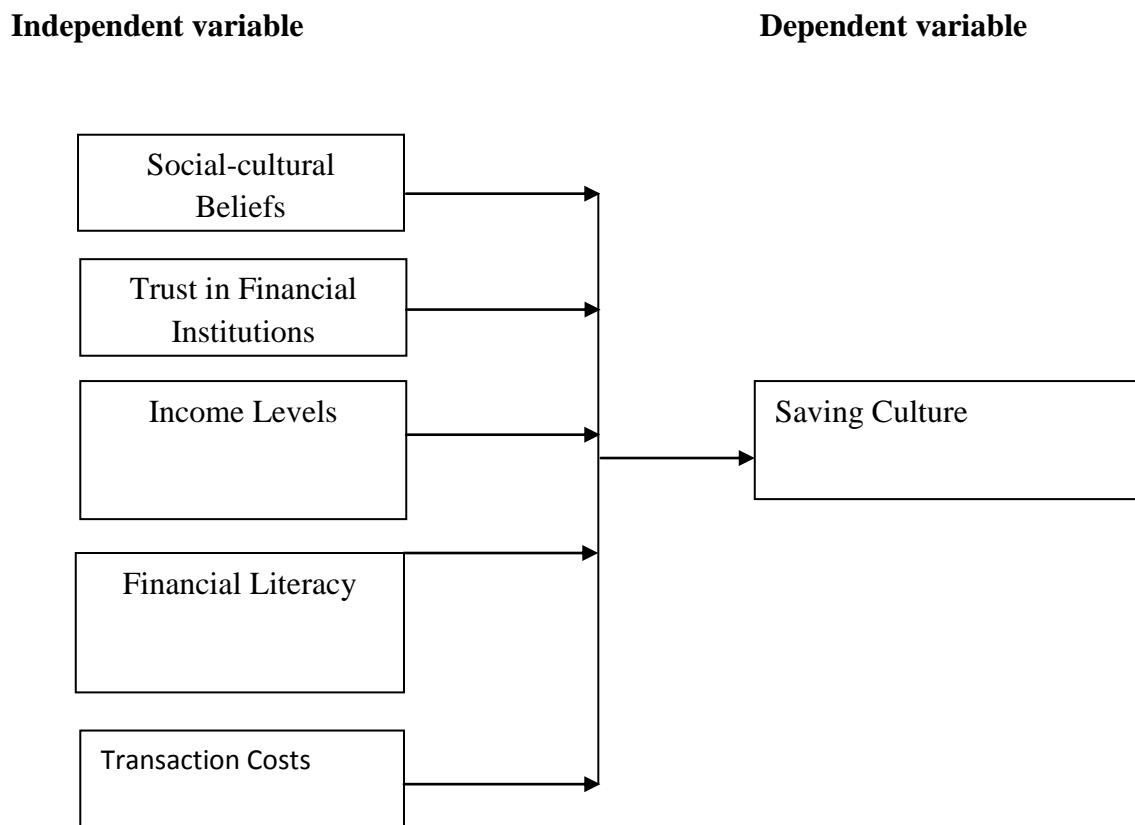 Independent variable
Dependent variable
Social-cultural
Beliefs
Trust in Financial
Institutions
Income Levels
Saving Culture
Financial Literacy
Transaction Costs